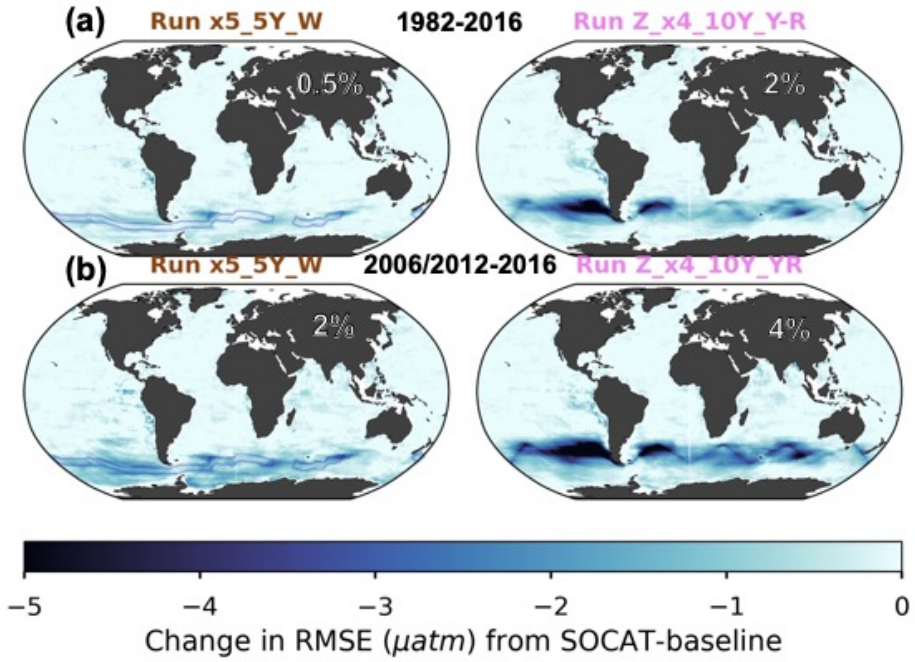 (a) Run x5_5Y_W 1982-2016 Run Z_x4_10Y_Y-R
0.5% 2%
(b) Run x5_5Y_W 2006/2012-2016 Run Z_x4_10Y_YR
2% 4%
−5 −4 −3 −2 −1 0
Change in RMSE (μatm) from SOCAT-baseline